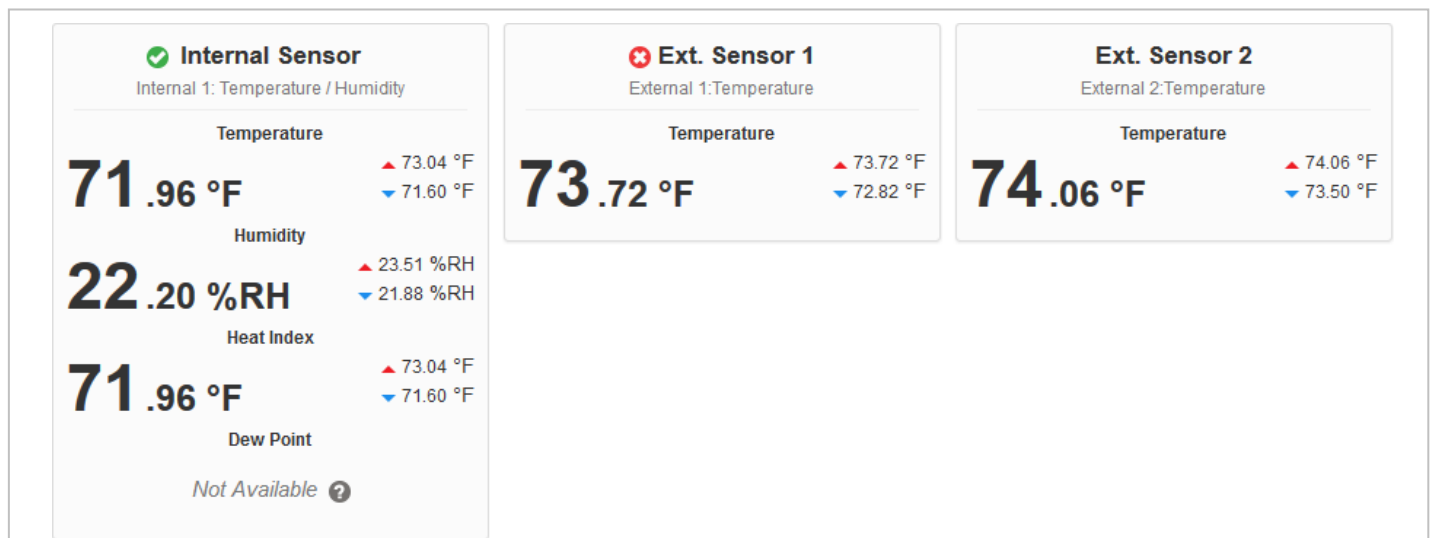 Internal Sensor
Internal 1: Temperature / Humidity
Temperature
71.96 °F
73.04 °F
71.60 °F
Humidity
22.20 %RH
23.51 %RH
21.88 %RH
Heat Index
71.96 °F
73.04 °F
71.60 °F
Dew Point
Not Available ?
Ext. Sensor 1
External 1:Temperature
Temperature
73.72 °F
73.72 °F
72.82 °F
Ext. Sensor 2
External 2:Temperature
Temperature
74.06 °F
74.06 °F
73.50 °F